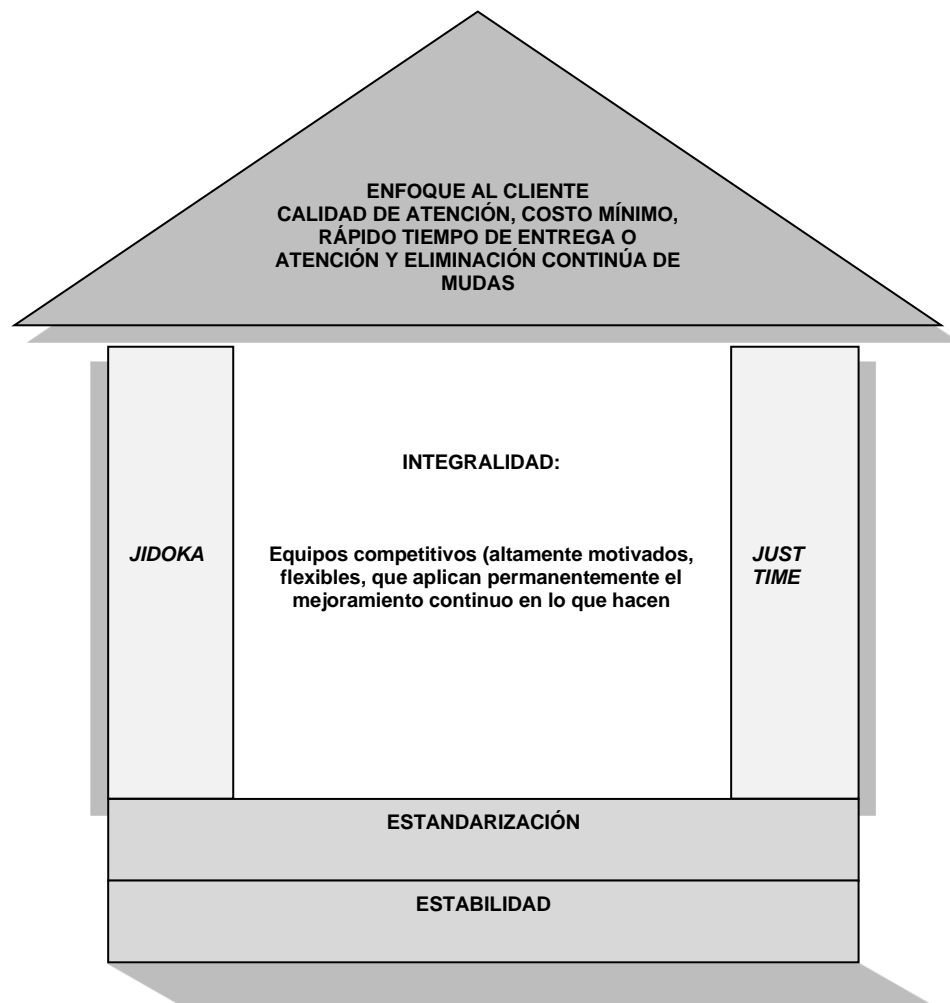 ENFOQUE AL CLIENTE
CALIDAD DE ATENCIÓN, COSTO MÍNIMO,
RÁPIDO TIEMPO DE ENTREGA O
ATENCIÓN Y ELIMINACIÓN CONTINÚA DE
MUDAS
INTEGRALIDAD:
JIDOKA
Equipos competitivos (altamente motivados,
flexibles, que aplican permanentemente el
mejoramiento continuo en lo que hacen
JUST
TIME
ESTANDARIZACIÓN
ESTABILIDAD